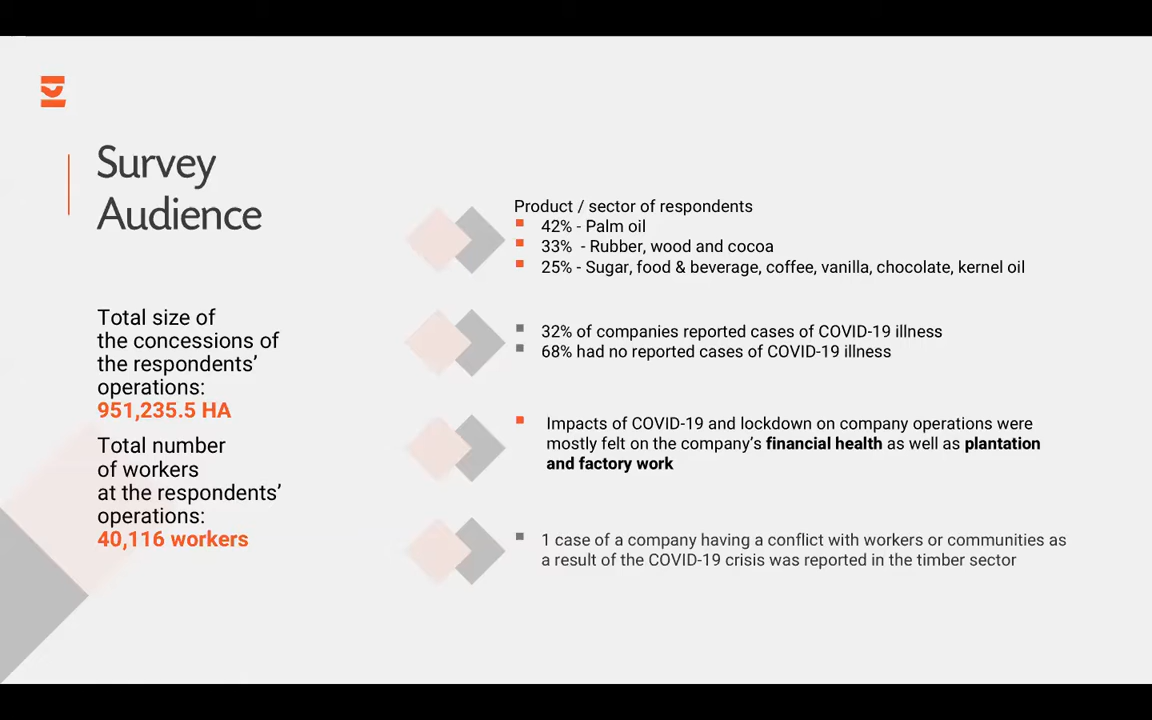 Survey
Audience
Total size of
the concessions of
the respondents’
operations:
951,235.5 HA
Total number
of workers
at the respondents’
operations:
40,116 workers
Product / sector of respondents
42% - Palm oil
33%  - Rubber, wood and cocoa
25% - Sugar, food & beverage, coffee, vanilla, chocolate, kernel oil
32% of companies reported cases of COVID-19 illness
68% had no reported cases of COVID-19 illness
Impacts of COVID-19 and lockdown on company operations were
mostly felt on the company’s financial health as well as plantation
and factory work
1 case of a company having a conflict with workers or communities as
a result of the COVID-19 crisis was reported in the timber sector